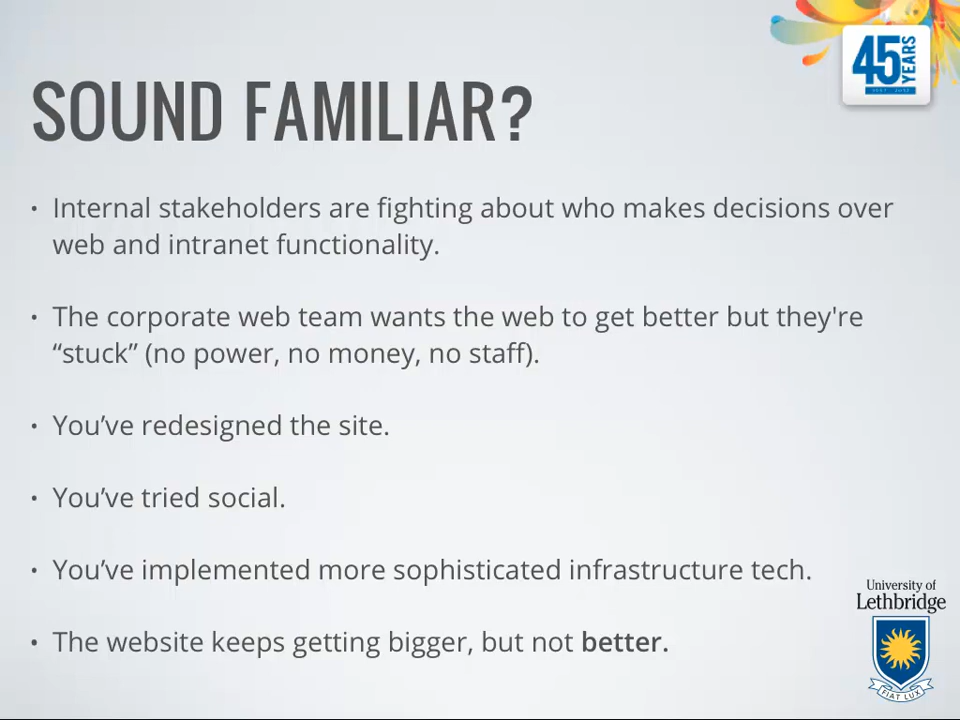 45
YEARS
1967 - 2012
SOUND FAMILIAR?
• Internal stakeholders are fighting about who makes decisions over
web and intranet functionality.
• The corporate web team wants the web to get better but they're
“stuck” (no power, no money, no staff).
• You’ve redesigned the site.
• You’ve tried social.
• You’ve implemented more sophisticated infrastructure tech.
• The website keeps getting bigger, but not better.
University of
Lethbridge
FIAT LUX